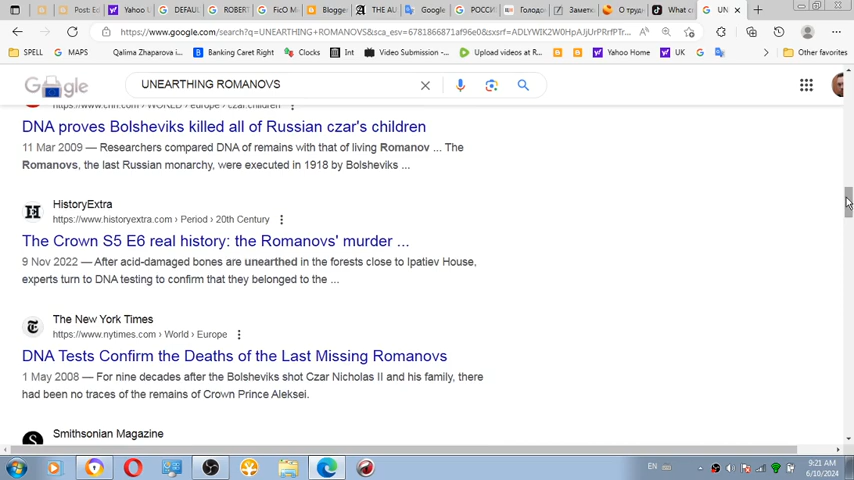 Post: Ed
Yahoo
DEFAUL
ROBERT
FicO M
Blogger
THE AU
Google
РОССИ
Голодо
Заметк
О труд
What c
UN
https://www.google.com/search?q=UNEARTHING+ROMANOVS&sca_esv=6781866871af96e0&sxsrf=ADLYWIK2W0HpAJjUrPRrfPTr...
SPELL
MAPS
Qalima Zhaparova i...
Banking Caret Right
Clocks
Int
Video Submission -...
Upload videos at R...
Yahoo Home
UK
Other favorites
Google
UNEARTHING ROMANOVS
https://www.cnn.com › WORLD › europe › czar.children
DNA proves Bolsheviks killed all of Russian czar's children
11 Mar 2009 — Researchers compared DNA of remains with that of living Romanov ... The
Romanovs, the last Russian monarchy, were executed in 1918 by Bolsheviks ...
HistoryExtra
https://www.historyextra.com › Period › 20th Century
The Crown S5 E6 real history: the Romanovs' murder ...
9 Nov 2022 — After acid-damaged bones are unearthed in the forests close to Ipatiev House,
experts turn to DNA testing to confirm that they belonged to the ...
The New York Times
https://www.nytimes.com › World › Europe
DNA Tests Confirm the Deaths of the Last Missing Romanovs
1 May 2008 — For nine decades after the Bolsheviks shot Czar Nicholas II and his family, there
had been no traces of the remains of Crown Prince Aleksei.
Smithsonian Magazine
EN
9:21 AM
6/10/2024